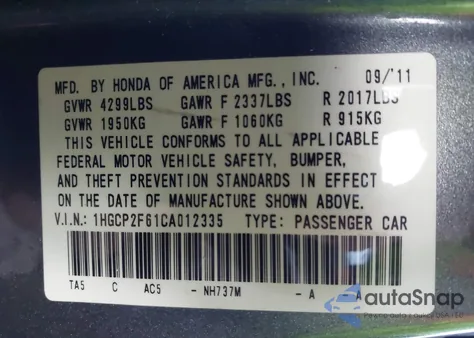 MFD. BY HONDA OF AMERICA MFG., INC. 09/'11
GVWR 4299LBS GAWR F 2337LBS R 2017LBS
GVWR 1950KG GAWR F 1060KG R 915KG
THIS VEHICLE CONFORMS TO ALL APPLICABLE
FEDERAL MOTOR VEHICLE SAFETY, BUMPER,
AND THEFT PREVENTION STANDARDS IN EFFECT
ON THE DATE OF MANUFACTURE SHOWN ABOVE.
V.I.N.: 1HGCP2F61CA012335 TYPE: PASSENGER CAR
TA5 C AC5 - NH737M - A A
autoSnap